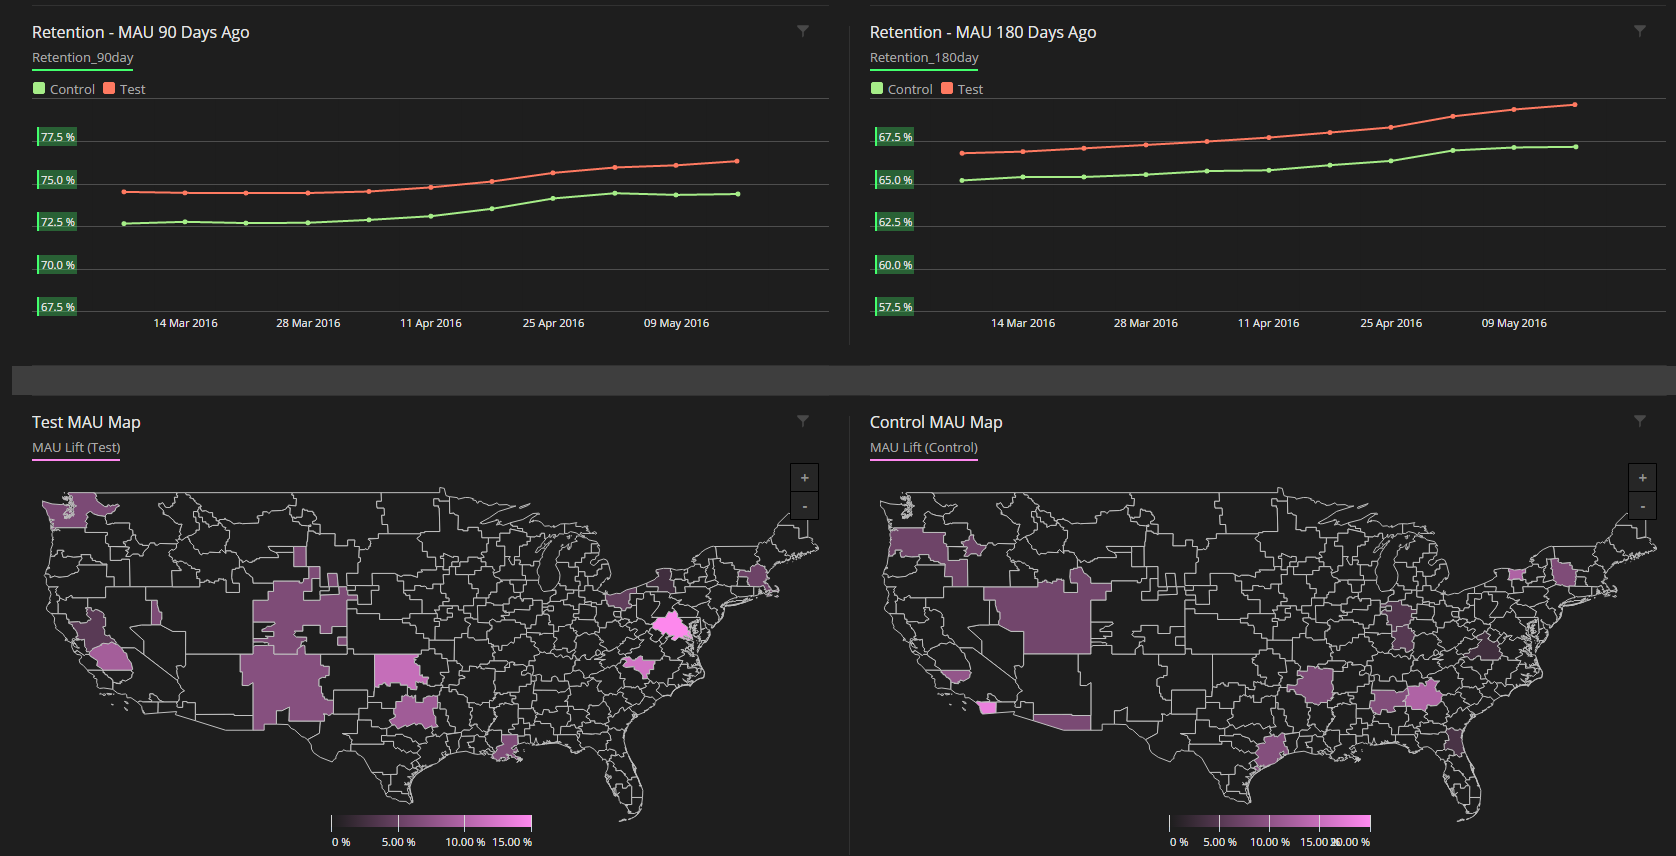 Retention - MAU 90 Days Ago
Retention_90day
Control Test
77.5 %
75.0 %
72.5 %
70.0 %
67.5 %
14 Mar 2016 28 Mar 2016 11 Apr 2016 25 Apr 2016 09 May 2016
Retention - MAU 180 Days Ago
Retention_180day
Control Test
67.5 %
65.0 %
62.5 %
60.0 %
57.5 %
14 Mar 2016 28 Mar 2016 11 Apr 2016 25 Apr 2016 09 May 2016
Test MAU Map
MAU Lift (Test)
+
-
0 % 5.00 % 10.00 % 15.00 %
Control MAU Map
MAU Lift (Control)
+
-
0 % 5.00 % 10.00 % 15.00 % 20.00 %